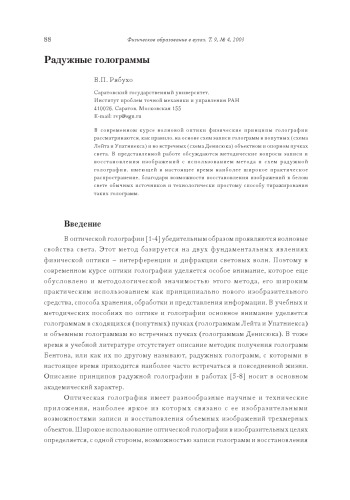 88 Физическое образование в вузах. Т. 9, № 4, 2003
Радужные голограммы
В.П. Рябухо
Саратовский государственный университет.
Институт проблем точной механики и управления РАН
410026. Саратов, Московская 155
E-mail: rvp@sgu.ru
В современном курсе волновой оптики физические принципы голографии
рассматриваются, как правило, на основе схем записи голограмм в попутных (схема
Лейта и Упатниекса) и во встречных (схема Денисюка) объектном и опорном пучках
света. В представленной работе обсуждаются методические вопросы записи и
восстановления изображений с использованием метода и схем радужной
голографии, имеющей в настоящее время наиболее широкое практическое
распространение, благодаря возможности восстановления изображений в белом
свете обычных источников и технологически простому способу тиражирования
таких голограмм.
Введение
В оптической голографии [1-4] убедительным образом проявляются волновые
свойства света. Этот метод базируется на двух фундаментальных явлениях
физической оптики – интерференции и дифракции световых волн. Поэтому в
современном курсе оптики голографии уделяется особое внимание, которое еще
обусловлено и методологической значимостью этого метода, его широким
практическим использованием как принципиально нового изобразительного
средства, способа хранения, обработки и представления информации. В учебных и
методических пособиях по оптике и голографии основное внимание уделяется
голограммам в сходящихся (попутных) пучках (голограммам Лейта и Упатниекса)
и объемным голограммам во встречных пучках (голограммам Денисюка). В тоже
время в учебной литературе отсутствует описание методик получения голограмм
Бентона, или как их по другому называют, радужных голограмм, с которыми в
настоящее время приходится наиболее часто встречаться в повседневной жизни.
Описание принципов радужной голографии в работах [5-8] носит в основном
академический характер.
Оптическая голография имеет разнообразные научные и технические
приложения, наиболее яркое из которых связано с ее изобразительными
возможностями записи и восстановления объемных изображений трехмерных
объектов. Широкое использование оптической голографии в изобразительных целях
определяется, с одной стороны, возможностью записи голограмм и восстановления